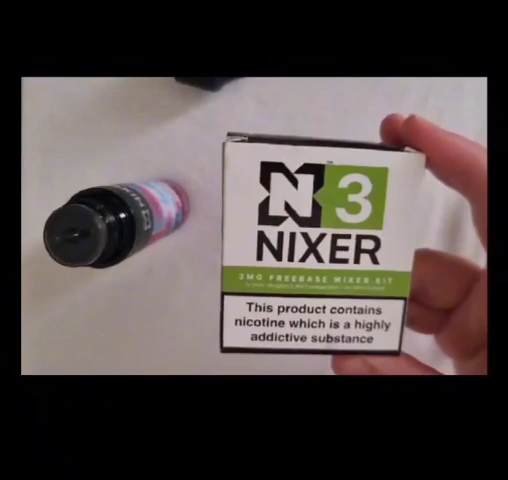 N3
NIXER
3MG FREEBASE MIXER KIT
This product contains
nicotine which is a highly
addictive substance